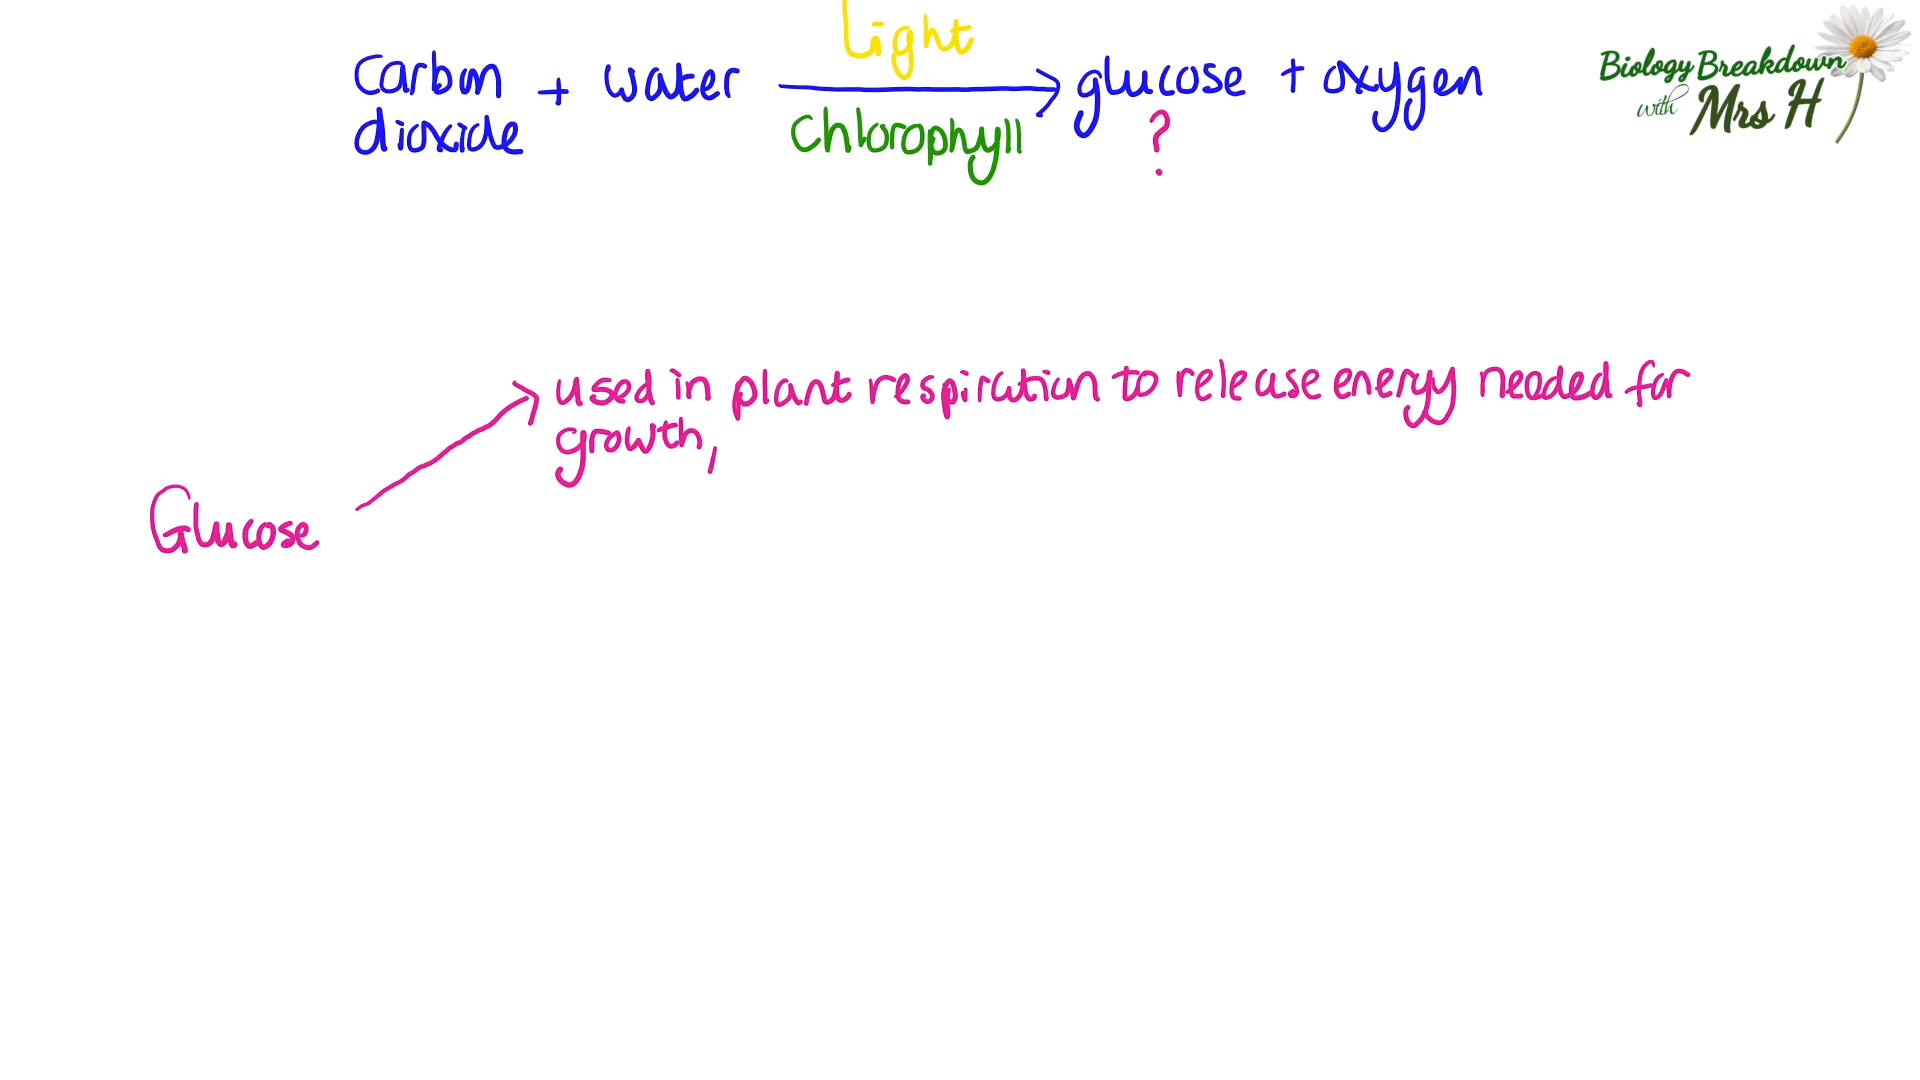 Light
Carbon dioxide + water → glucose + oxygen
Chlorophyll
?
Biology Breakdown
with Mrs H
used in plant respiration to release energy needed for
growth,
Glucose